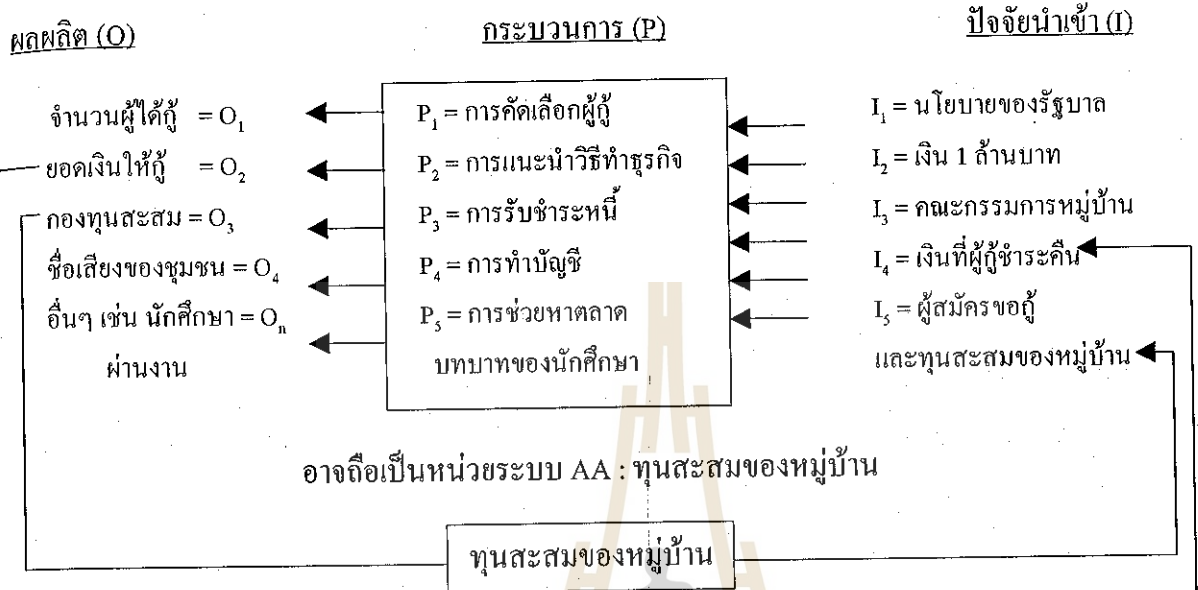 ผลผลิต (O)
กระบวนการ (P)
ปัจจัยนำเข้า (I)
จำนวนผู้ได้กู้ = O₁
ยอดเงินให้กู้ = O₂
กองทุนสะสม = O₃
ชื่อเสียงของชุมชน = O₄
อื่นๆ เช่น นักศึกษา = Oₙ
ผ่านงาน
P₁ = การคัดเลือกผู้กู้
P₂ = การแนะนำวิธีทำธุรกิจ
P₃ = การรับชำระหนี้
P₄ = การทำบัญชี
P₅ = การช่วยหาตลาด
บทบาทของนักศึกษา
I₁ = นโยบายของรัฐบาล
I₂ = เงิน 1 ล้านบาท
I₃ = คณะกรรมการหมู่บ้าน
I₄ = เงินที่ผู้กู้ชำระคืน
I₅ = ผู้สมัครขอกู้
และทุนสะสมของหมู่บ้าน
อาจถือเป็นหน่วยระบบ AA : ทุนสะสมของหมู่บ้าน
ทุนสะสมของหมู่บ้าน